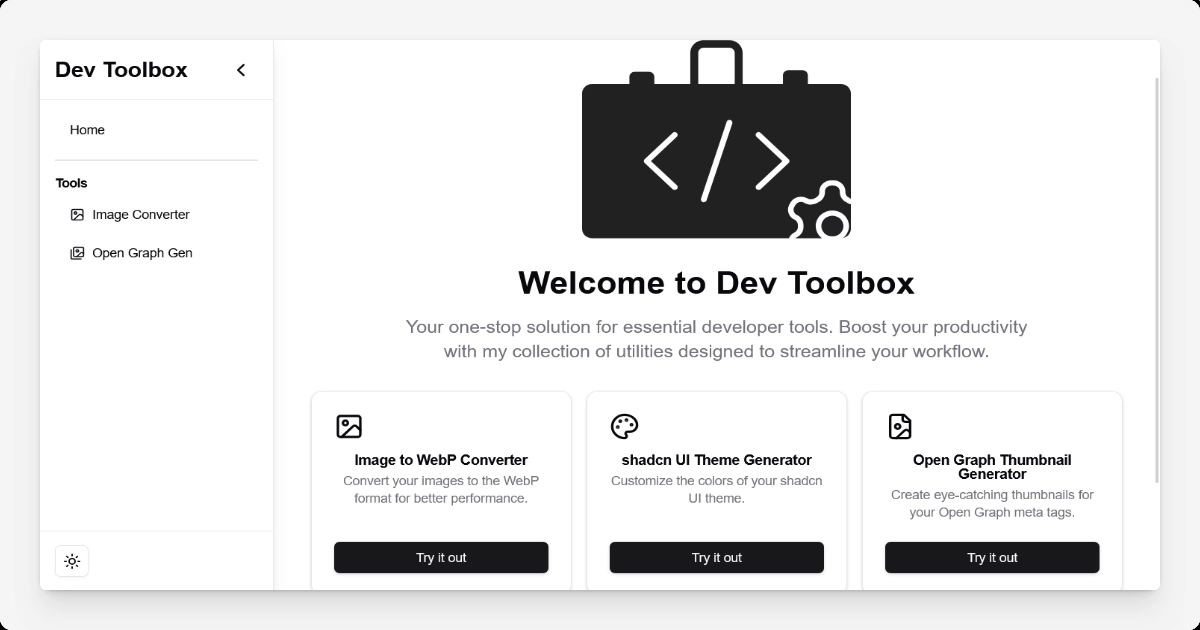 Dev Toolbox
Home
Tools
Image Converter
Open Graph Gen
</>
Welcome to Dev Toolbox
Your one-stop solution for essential developer tools. Boost your productivity
with my collection of utilities designed to streamline your workflow.
Image to WebP Converter
Convert your images to the WebP
format for better performance.
Try it out
shadcn UI Theme Generator
Customize the colors of your shadcn
UI theme.
Try it out
Open Graph Thumbnail
Generator
Create eye-catching thumbnails for
your Open Graph meta tags.
Try it out